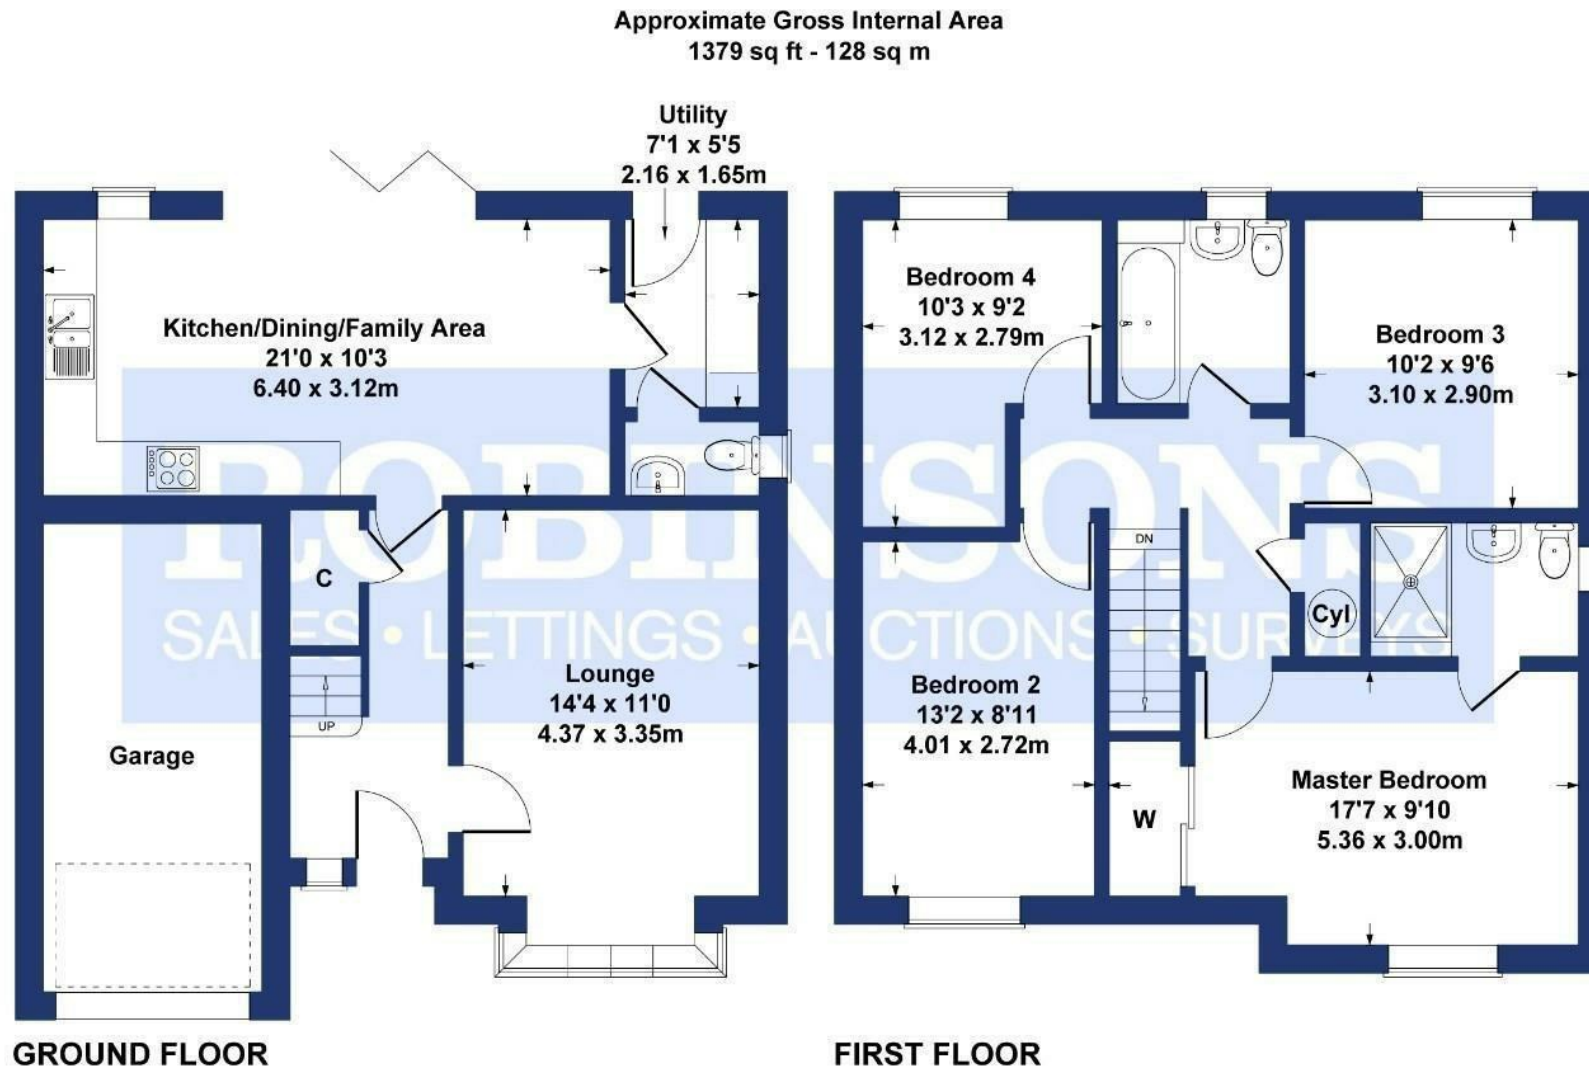 Approximate Gross Internal Area
1379 sq ft - 128 sq m
Utility
7'1 x 5'5
2.16 x 1.65m
Kitchen/Dining/Family Area
21'0 x 10'3
6.40 x 3.12m
C
UP
Lounge
14'4 x 11'0
4.37 x 3.35m
Garage
GROUND FLOOR
Bedroom 4
10'3 x 9'2
3.12 x 2.79m
Bedroom 3
10'2 x 9'6
3.10 x 2.90m
DN
Cyl
Bedroom 2
13'2 x 8'11
4.01 x 2.72m
W
Master Bedroom
17'7 x 9'10
5.36 x 3.00m
FIRST FLOOR
ROBINSONS
SALES • LETTINGS • AUCTIONS • SURVEYS